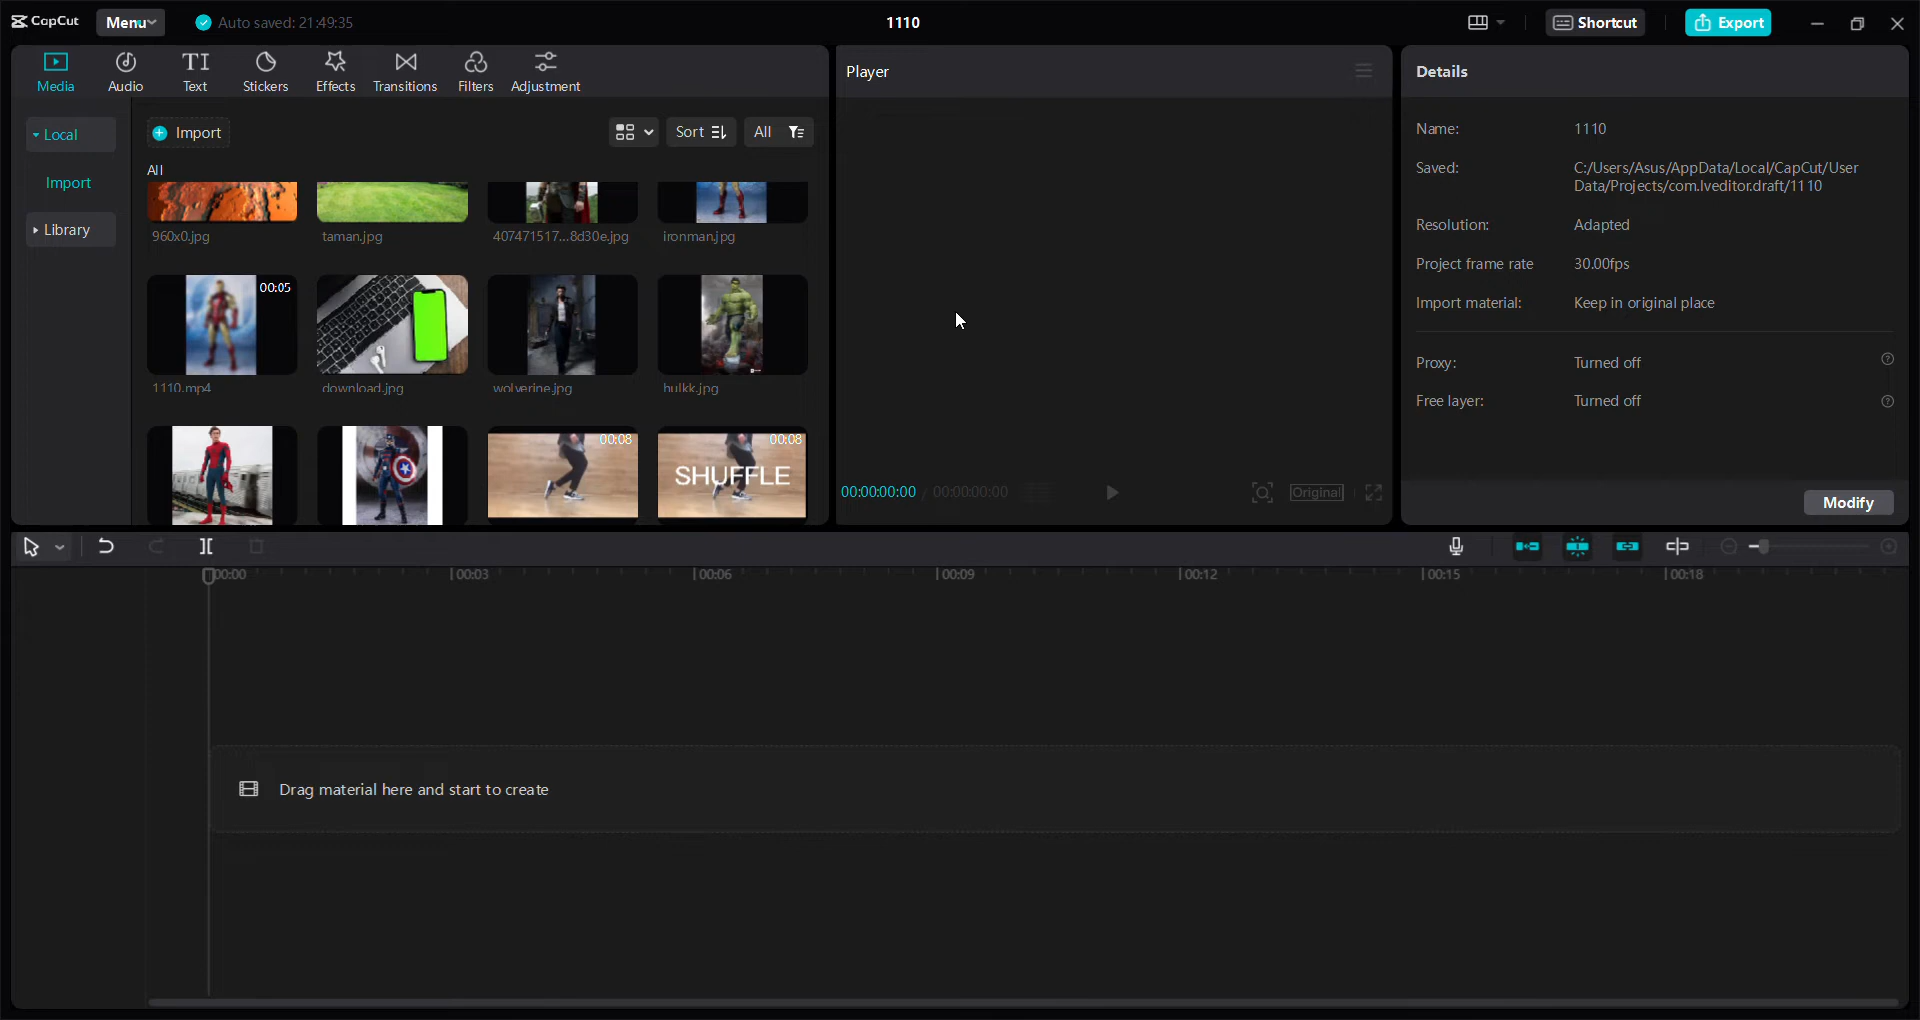 CapCut
Menu
Auto saved: 21:49:35
1110
Shortcut
Export
Media
Audio
TI
Text
Stickers
Effects
Transitions
Filters
Adjustment
Player
Details
Local
Import
Library
Import
Sort
All
All
960x0.jpg
taman.jpg
407471517...8d30e.jpg
ironman.jpg
00:05
1110.mp4
download.jpg
wolverine.jpg
hulkk.jpg
00:08
00:08
SHUFFLE
00:00:00:00 / 00:00:00:00
Original
Name: 1110
Saved: C:/Users/Asus/AppData/Local/CapCut/User
Data/Projects/com.lveditor.draft/1110
Resolution: Adapted
Project frame rate 30.00fps
Import material: Keep in original place
Proxy: Turned off
Free layer: Turned off
Modify
00:00
00:03
00:06
00:09
00:12
00:15
00:18
Drag material here and start to create